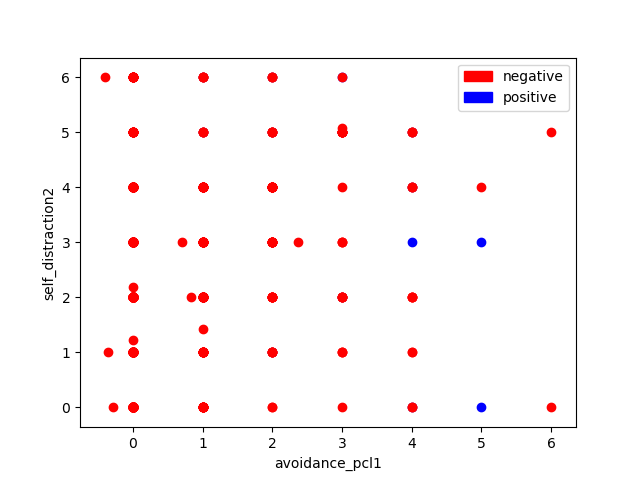 negative
positive
6
5
4
3
2
1
0
self_distraction2
0 1 2 3 4 5 6
avoidance_pcl1